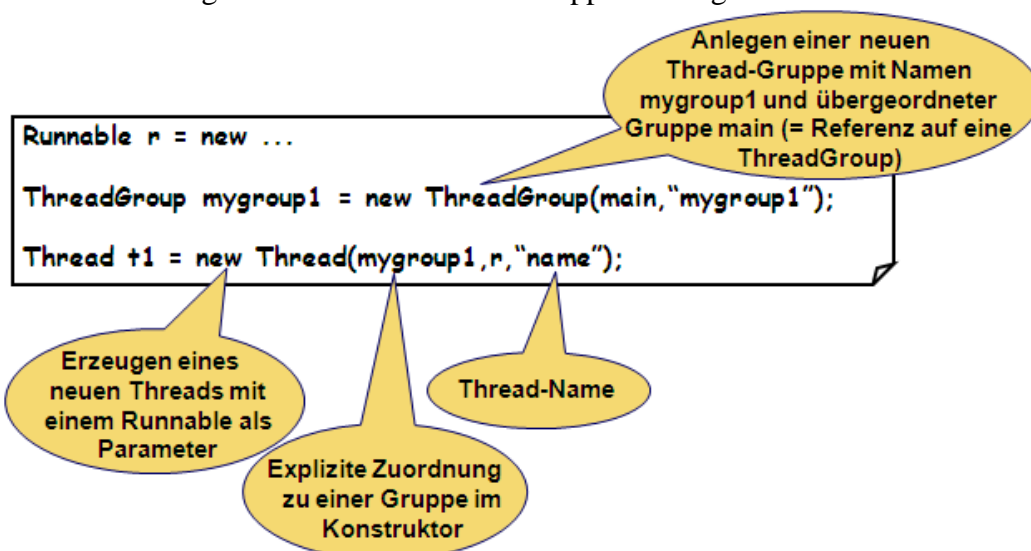 Anlegen einer neuen
Thread-Gruppe mit Namen
mygroup1 und übergeordneter
Gruppe main (= Referenz auf eine
ThreadGroup)
Runnable r = new ...
ThreadGroup mygroup1 = new ThreadGroup(main,“mygroup1”);
Thread t1 = new Thread(mygroup1,r,“name”);
Erzeugen eines
neuen Threads mit
einem Runnable als
Parameter
Explizite Zuordnung
zu einer Gruppe im
Konstruktor
Thread-Name